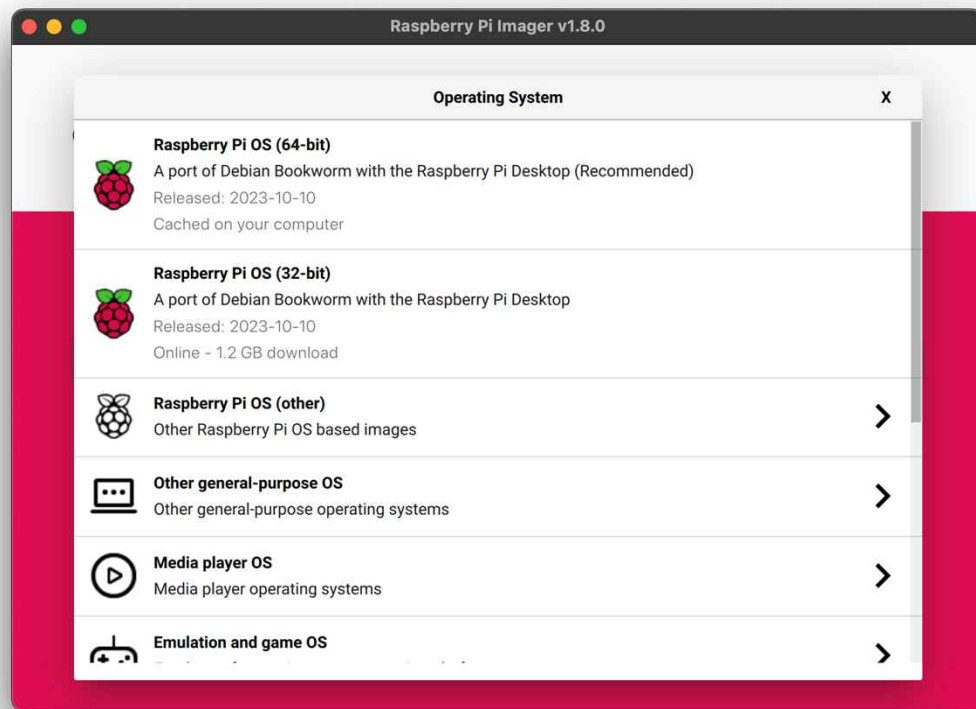 Raspberry Pi Imager v1.8.0
Operating System
X
Raspberry Pi OS (64-bit)
A port of Debian Bookworm with the Raspberry Pi Desktop (Recommended)
Released: 2023-10-10
Cached on your computer
Raspberry Pi OS (32-bit)
A port of Debian Bookworm with the Raspberry Pi Desktop
Released: 2023-10-10
Online - 1.2 GB download
Raspberry Pi OS (other)
Other Raspberry Pi OS based images
Other general-purpose OS
Other general-purpose operating systems
Media player OS
Media player operating systems
Emulation and game OS